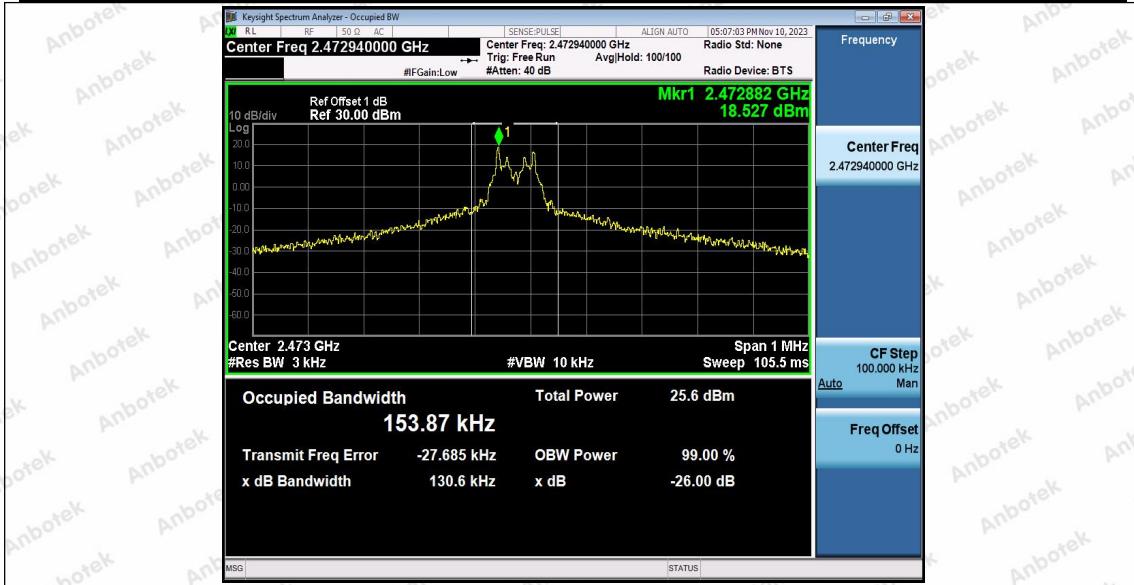 Keysight Spectrum Analyzer - Occupied BW
LXI RL RF 50 Ω AC SENSE:PULSE ALIGN AUTO 05:07:03 PM Nov 10, 2023
Center Freq 2.472940000 GHz
Center Freq: 2.472940000 GHz Radio Std: None
Trig: Free Run Avg|Hold: 100/100
#IFGain:Low #Atten: 40 dB Radio Device: BTS
Mkr1 2.472882 GHz
18.527 dBm
Ref Offset 1 dB
10 dB/div Ref 30.00 dBm
Log
20.0
10.0
0.00
-10.0
-20.0
-30.0
-40.0
-50.0
-60.0
1
Center 2.473 GHz Span 1 MHz
#Res BW 3 kHz #VBW 10 kHz Sweep 105.5 ms
Occupied Bandwidth Total Power 25.6 dBm
153.87 kHz
Transmit Freq Error -27.685 kHz OBW Power 99.00 %
x dB Bandwidth 130.6 kHz x dB -26.00 dB
MSG STATUS
Frequency
Center Freq
2.472940000 GHz
CF Step
100.000 kHz
Auto Man
Freq Offset
0 Hz
Anbotek